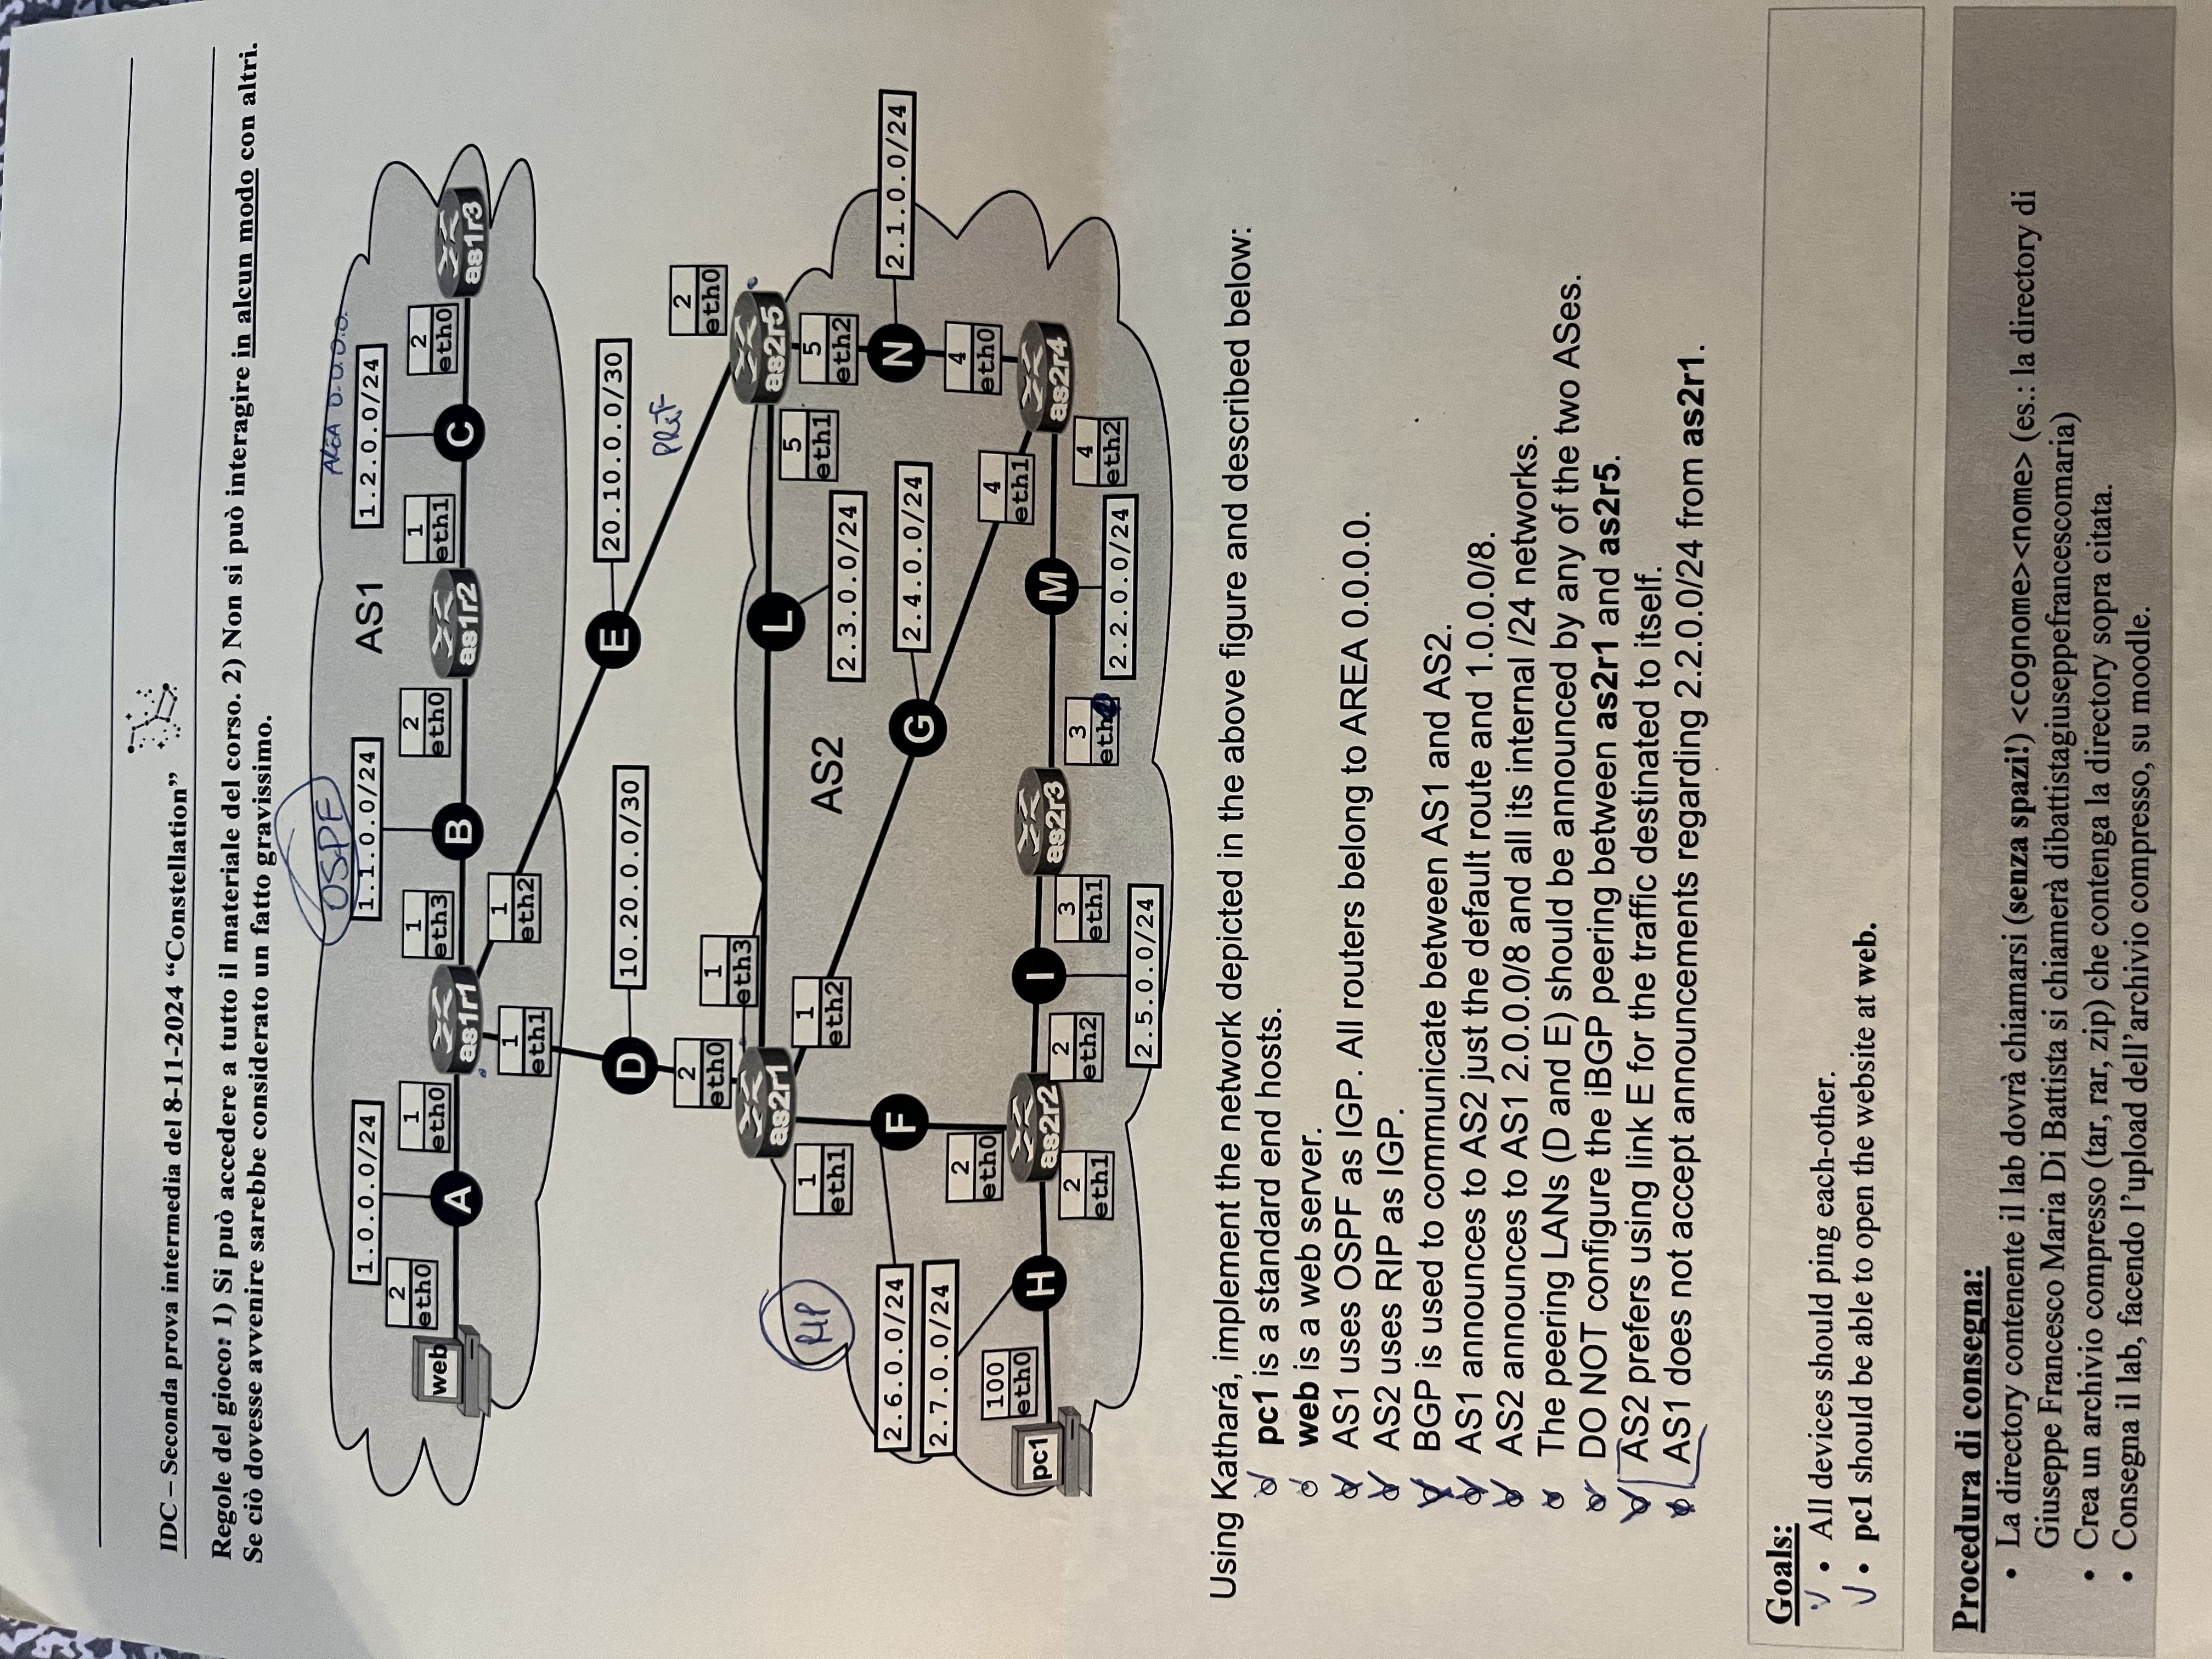 IDC – Seconda prova intermedia del 8-11-2024 “Constellation”
Regole del gioco: 1) Si può accedere a tutto il materiale del corso. 2) Non si può interagire in alcun modo con altri.
Se ciò dovesse avvenire sarebbe considerato un fatto gravissimo.
OSPF
AREA 0.0.0.0
1.0.0.0/24
1.1.0.0/24
AS1
1.2.0.0/24
2
eth0
1
eth0
1
eth3
2
eth0
1
eth1
2
eth0
web
A
as1r1
B
as1r2
C
as1r3
1
eth1
1
eth2
D
10.20.0.0/30
E
20.10.0.0/30
PREF
2
eth0
1
eth3
2
eth0
as2r1
L
as2r5
RIP
1
eth1
1
eth2
AS2
5
eth1
5
eth2
2.3.0.0/24
2.6.0.0/24
F
2.4.0.0/24
N
2.1.0.0/24
2.7.0.0/24
G
2
eth0
4
eth0
100
eth0
4
eth1
pc1
H
as2r2
I
as2r3
M
as2r4
2
eth1
2
eth2
3
eth1
3
eth
2.2.0.0/24
4
eth2
2.5.0.0/24
Using Kathará, implement the network depicted in the above figure and described below:
pc1 is a standard end hosts.
web is a web server.
AS1 uses OSPF as IGP. All routers belong to AREA 0.0.0.0.
AS2 uses RIP as IGP.
BGP is used to communicate between AS1 and AS2.
AS1 announces to AS2 just the default route and 1.0.0.0/8.
AS2 announces to AS1 2.0.0.0/8 and all its internal /24 networks.
The peering LANs (D and E) should be announced by any of the two ASes.
DO NOT configure the iBGP peering between as2r1 and as2r5.
AS2 prefers using link E for the traffic destinated to itself.
AS1 does not accept announcements regarding 2.2.0.0/24 from as2r1.
Goals:
• All devices should ping each-other.
• pc1 should be able to open the website at web.
Procedura di consegna:
• La directory contenente il lab dovrà chiamarsi (senza spazi!) <cognome><nome> (es.: la directory di
Giuseppe Francesco Maria Di Battista si chiamerà dibattistagiuseppefrancescomaria)
• Crea un archivio compresso (tar, rar, zip) che contenga la directory sopra citata.
• Consegna il lab, facendo l’upload dell’archivio compresso, su moodle.